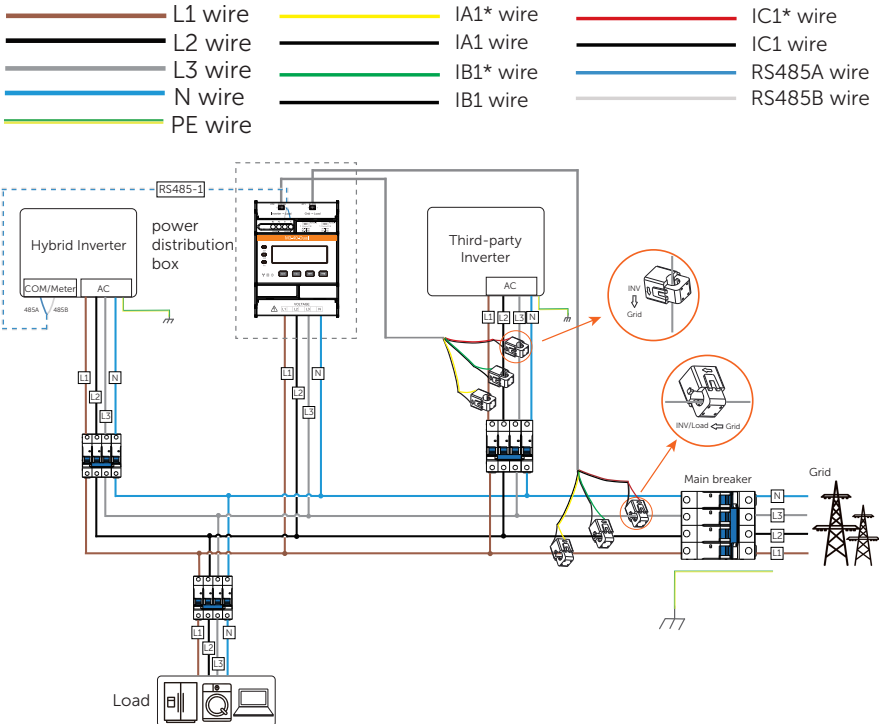 L1 wire
L2 wire
L3 wire
N wire
PE wire
IA1* wire
IA1 wire
IB1* wire
IB1 wire
IC1* wire
IC1 wire
RS485A wire
RS485B wire
RS485-1
Hybrid Inverter
COM/Meter
AC
485A
485B
power
distribution
box
VOLTAGE
Third-party
Inverter
AC
L1
L2
L3
N
INV
Grid
INV/Load
Grid
L1
L2
L3
N
L1
L2
L3
N
Main breaker
Grid
N
L3
L2
L1
L1
L2
L3
N
Load